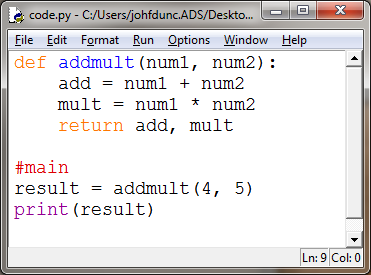 code.py - C:/Users/johfdunc.ADS/Deskto...
File Edit Format Run Options Window Help
def addmult(num1, num2):
    add = num1 + num2
    mult = num1 * num2
    return add, mult

#main
result = addmult(4, 5)
print(result)
Ln: 9 Col: 0